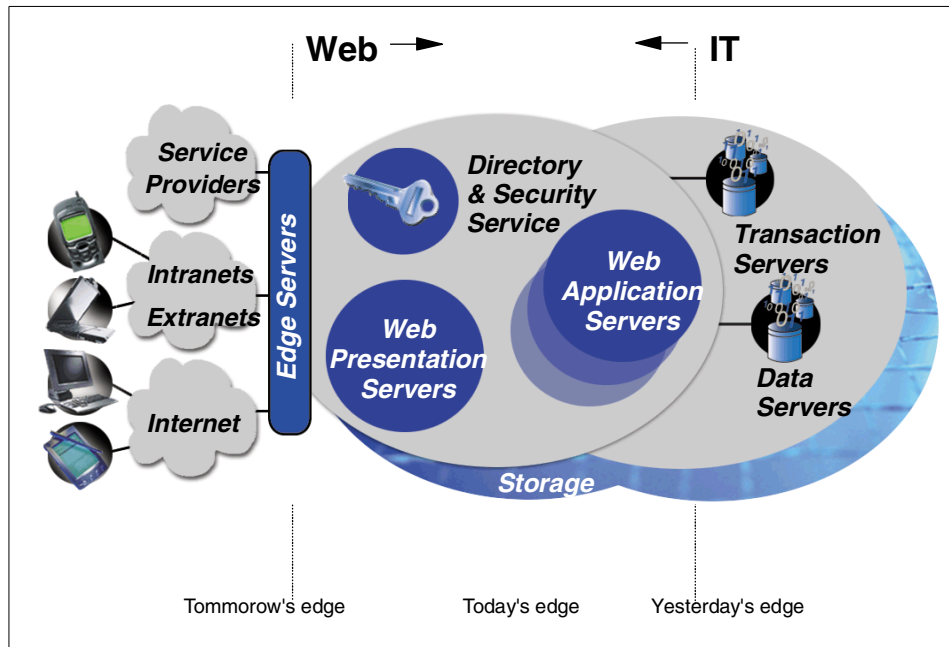 Web
IT
Service
Providers
Intranets
Extranets
Internet
Edge Servers
Directory
& Security
Service
Web
Presentation
Servers
Web
Application
Servers
Transaction
Servers
Data
Servers
Storage
Tommorow's edge
Today's edge
Yesterday's edge